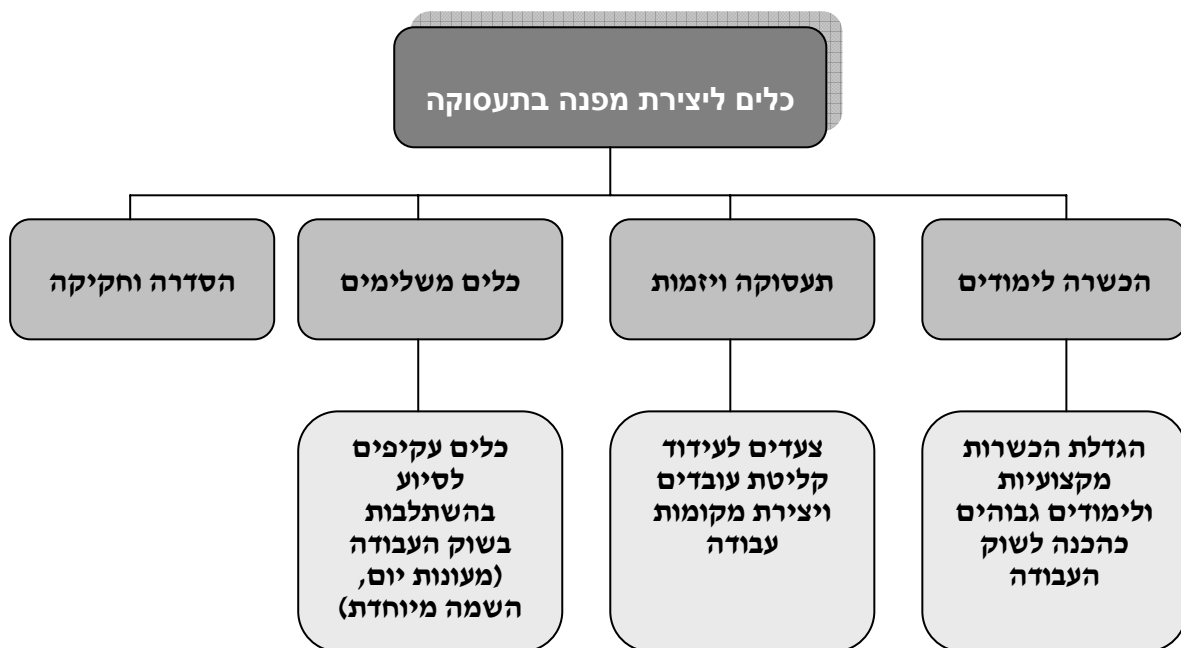 כלים ליצירת מפנה בתעסוקה
הכשרה לימודים
תעסוקה ויזמות
כלים משלימים
הסדרה וחקיקה
הגדלת הכשרות
מקצועיות
ולימודים גבוהים
כהכנה לשוק
העבודה
צעדים לעידוד
קליטת עובדים
ויצירת מקומות
עבודה
כלים עקיפים
לסיוע
בהשתלבות
בשוק העבודה
(מעונות יום,
השמה מיוחדת)